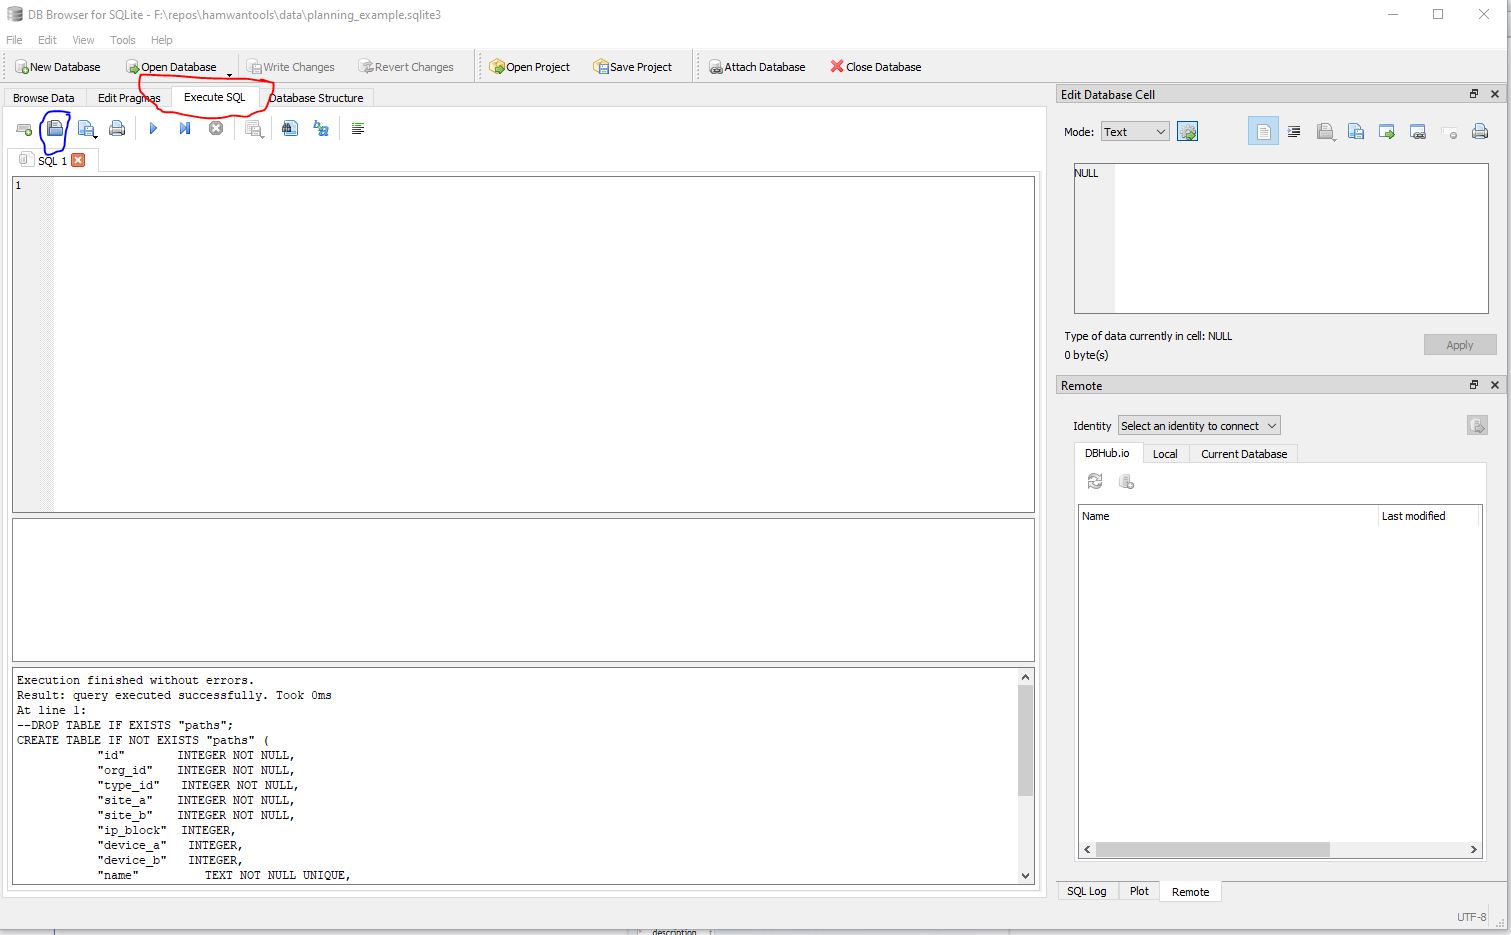 DB Browser for SQLite - F:\repos\hamwantools\data\planning_example.sqlite3
File Edit View Tools Help
New Database Open Database Write Changes Revert Changes Open Project Save Project Attach Database Close Database
Browse Data Edit Pragmas Execute SQL Database Structure
SQL 1
1
Execution finished without errors.
Result: query executed successfully. Took 0ms
At line 1:
--DROP TABLE IF EXISTS "paths";
CREATE TABLE IF NOT EXISTS "paths" (
"id" INTEGER NOT NULL,
"org_id" INTEGER NOT NULL,
"type_id" INTEGER NOT NULL,
"site_a" INTEGER NOT NULL,
"site_b" INTEGER NOT NULL,
"ip_block" INTEGER,
"device_a" INTEGER,
"device_b" INTEGER,
"name" TEXT NOT NULL UNIQUE,
Edit Database Cell
Mode: Text
NULL
Type of data currently in cell: NULL
0 byte(s)
Apply
Remote
Identity Select an identity to connect
DBHub.io Local Current Database
Name Last modified
SQL Log Plot Remote
UTF-8
description